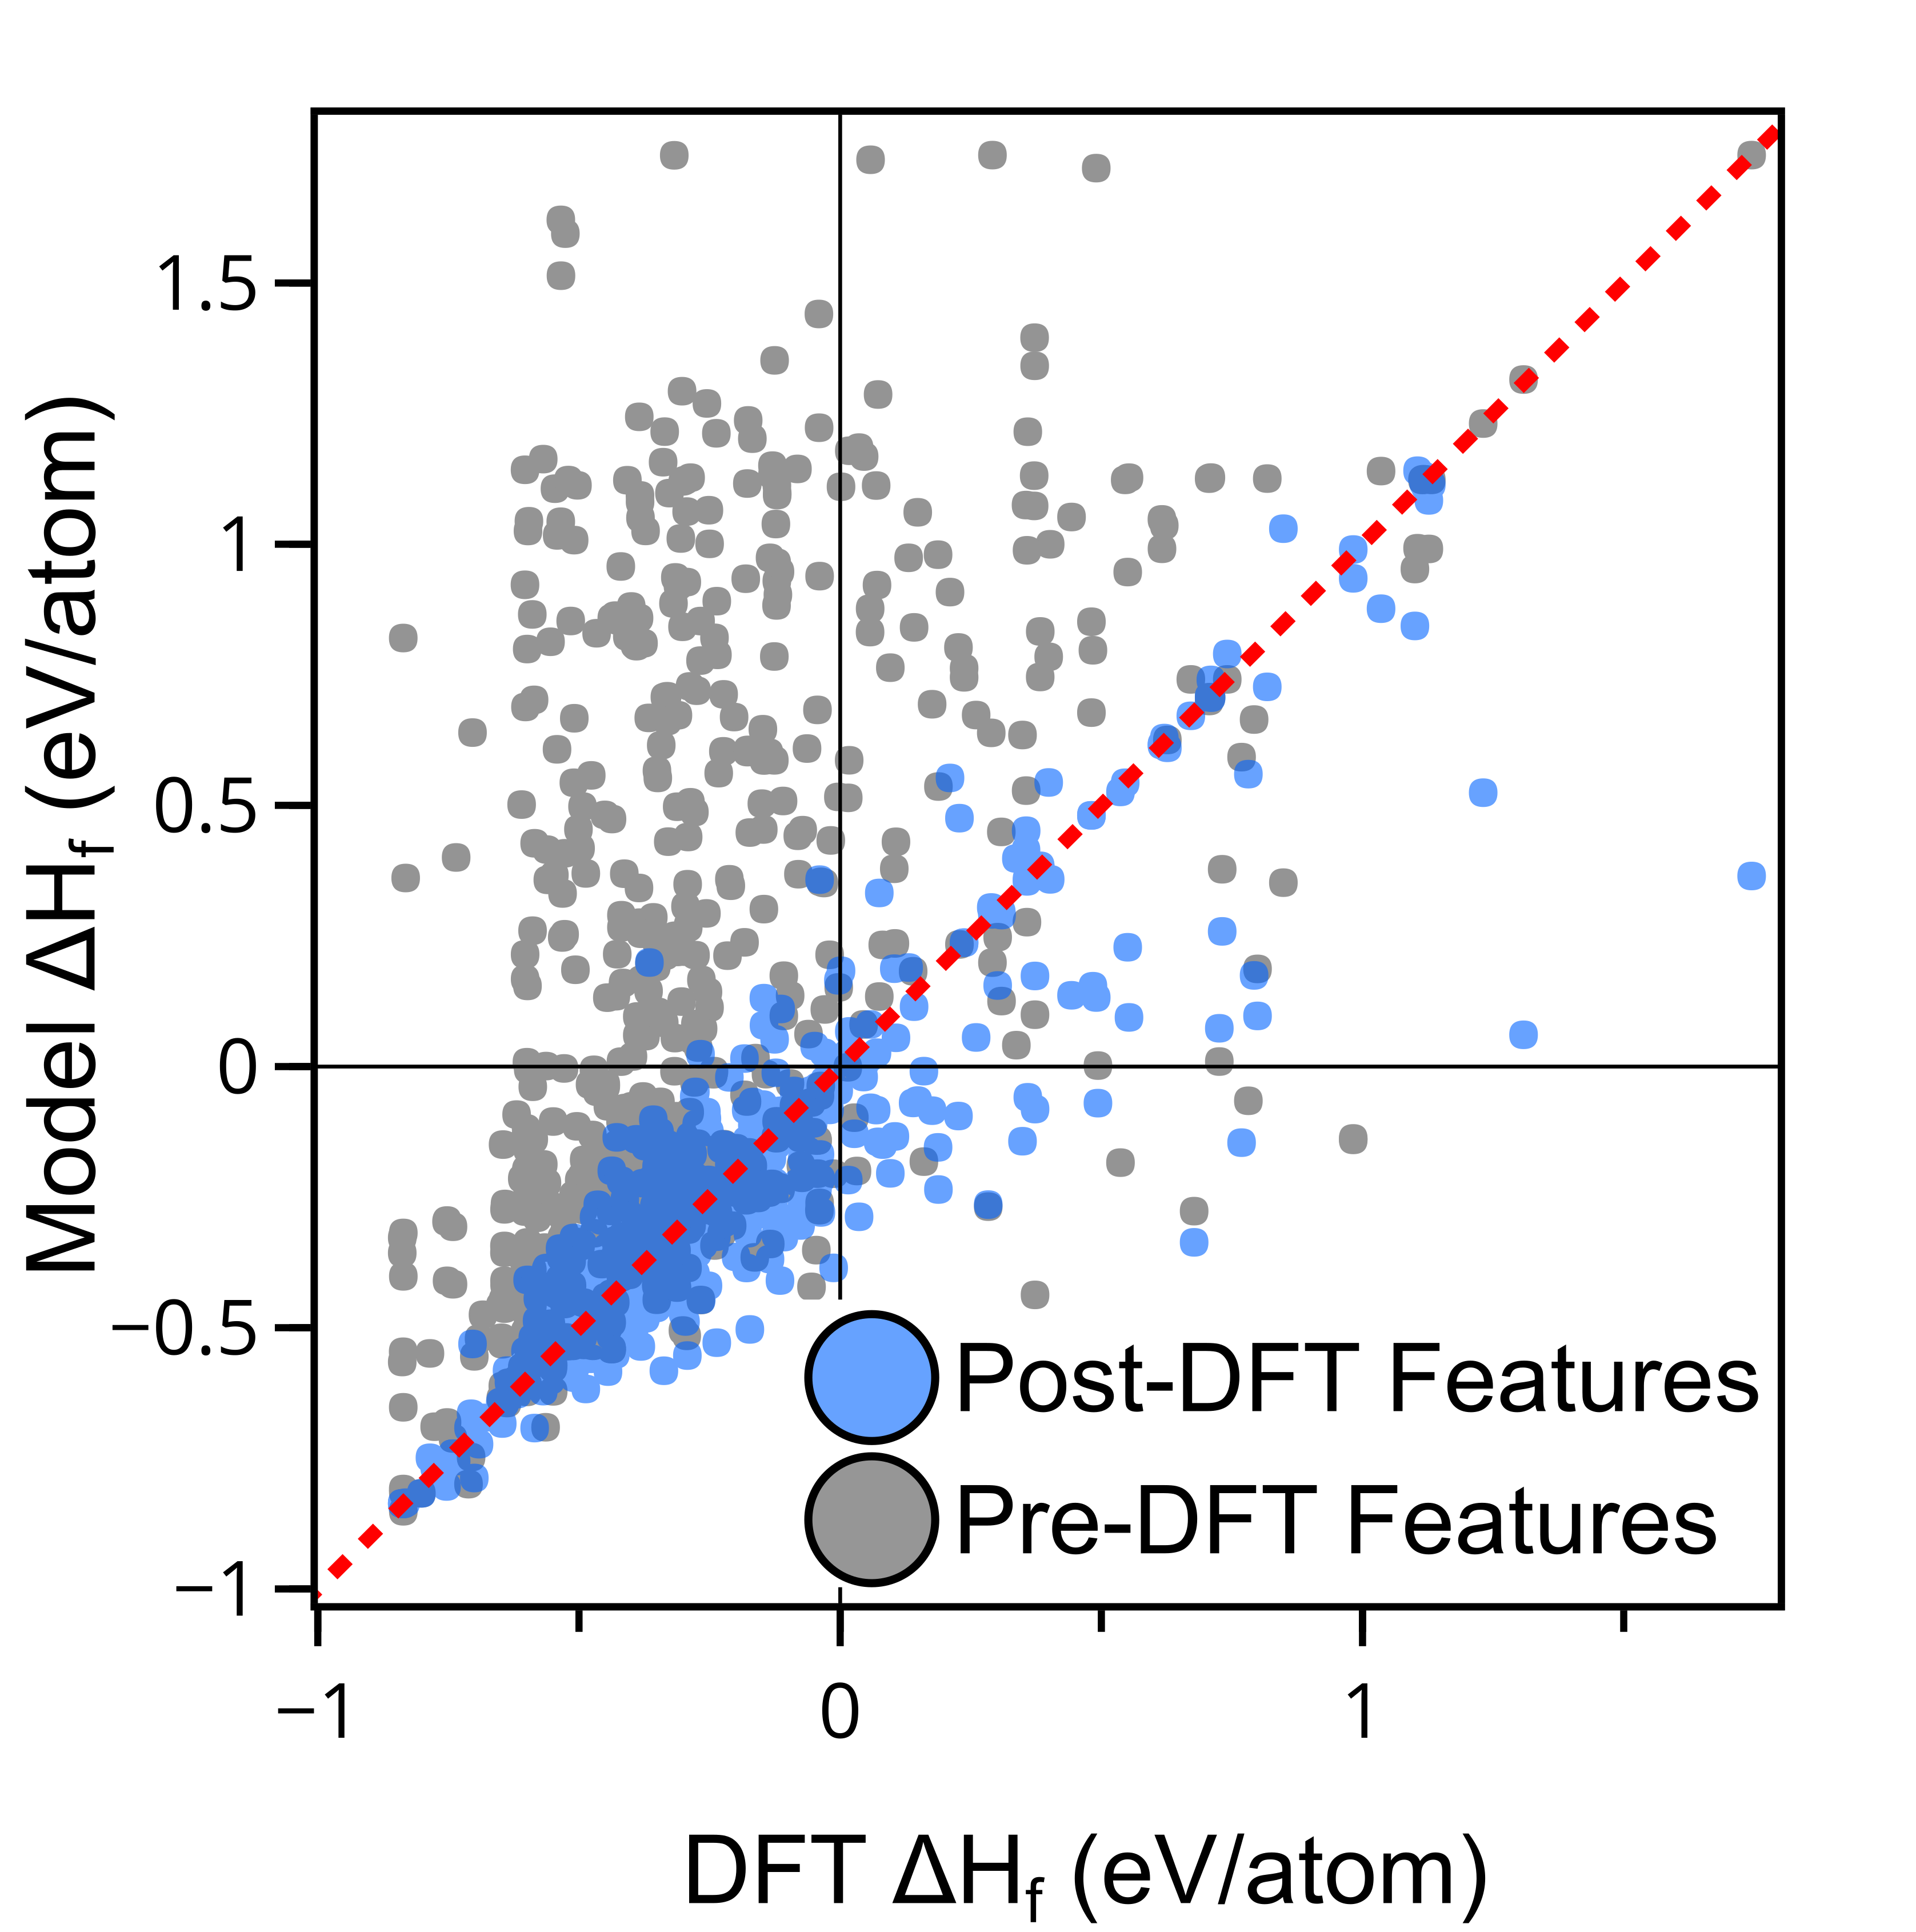 Model ΔHf (eV//atom)
1.5
1
0.5
0
−0.5
−1
Post-DFT Features
Pre-DFT Features
−1 0 1
DFT ΔHf (eV//atom)